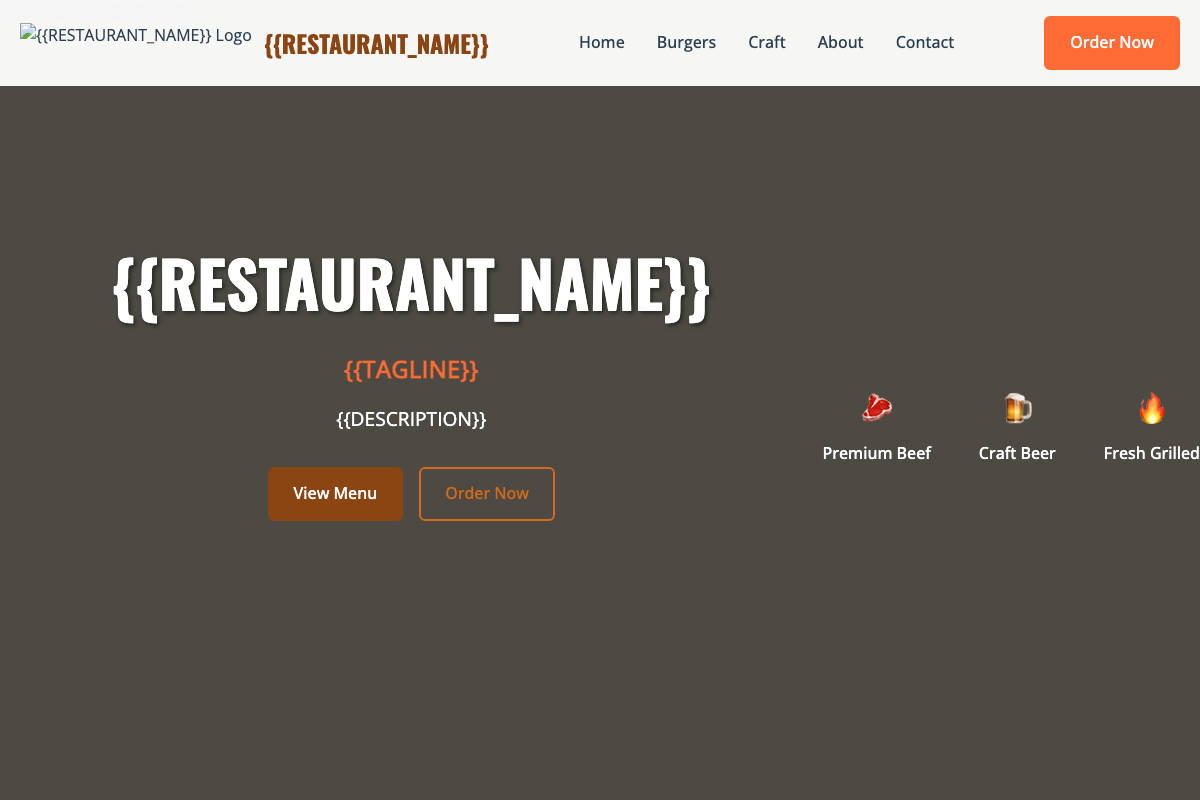 {{RESTAURANT_NAME}} Logo
{{RESTAURANT_NAME}}
Home
Burgers
Craft
About
Contact
Order Now
{{RESTAURANT_NAME}}
{{TAGLINE}}
{{DESCRIPTION}}
View Menu
Order Now
Premium Beef
Craft Beer
Fresh Grilled